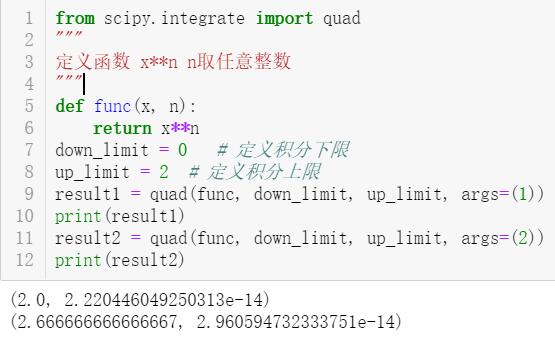 1 from scipy.integrate import quad
2 """
3 定义函数 x**n n取任意整数
4 """
5 def func(x, n):
6     return x**n
7 down_limit = 0   # 定义积分下限
8 up_limit = 2  # 定义积分上限
9 result1 = quad(func, down_limit, up_limit, args=(1))
10 print(result1)
11 result2 = quad(func, down_limit, up_limit, args=(2))
12 print(result2)
(2.0, 2.220446049250313e-14)
(2.666666666666667, 2.960594732333751e-14)